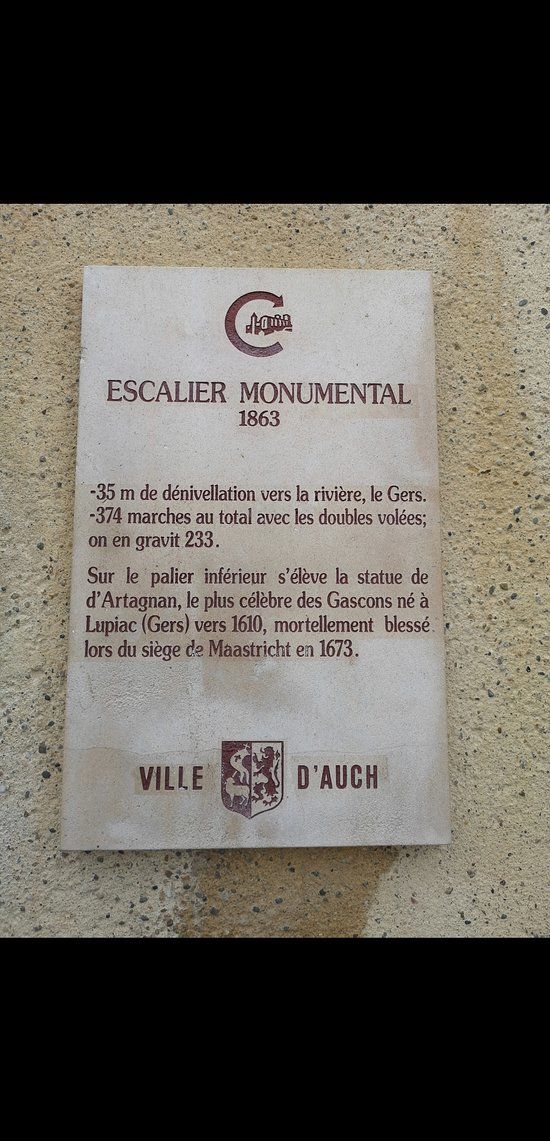 ESCALIER MONUMENTAL
1863
-35 m de dénivellation vers la rivière, le Gers.
-374 marches au total avec les doubles volées;
on en gravit 233.
Sur le palier inférieur s'élève la statue de
d'Artagnan, le plus célèbre des Gascons né à
Lupiac (Gers) vers 1610, mortellement blessé
lors du siège de Maastricht en 1673.
VILLE D'AUCH